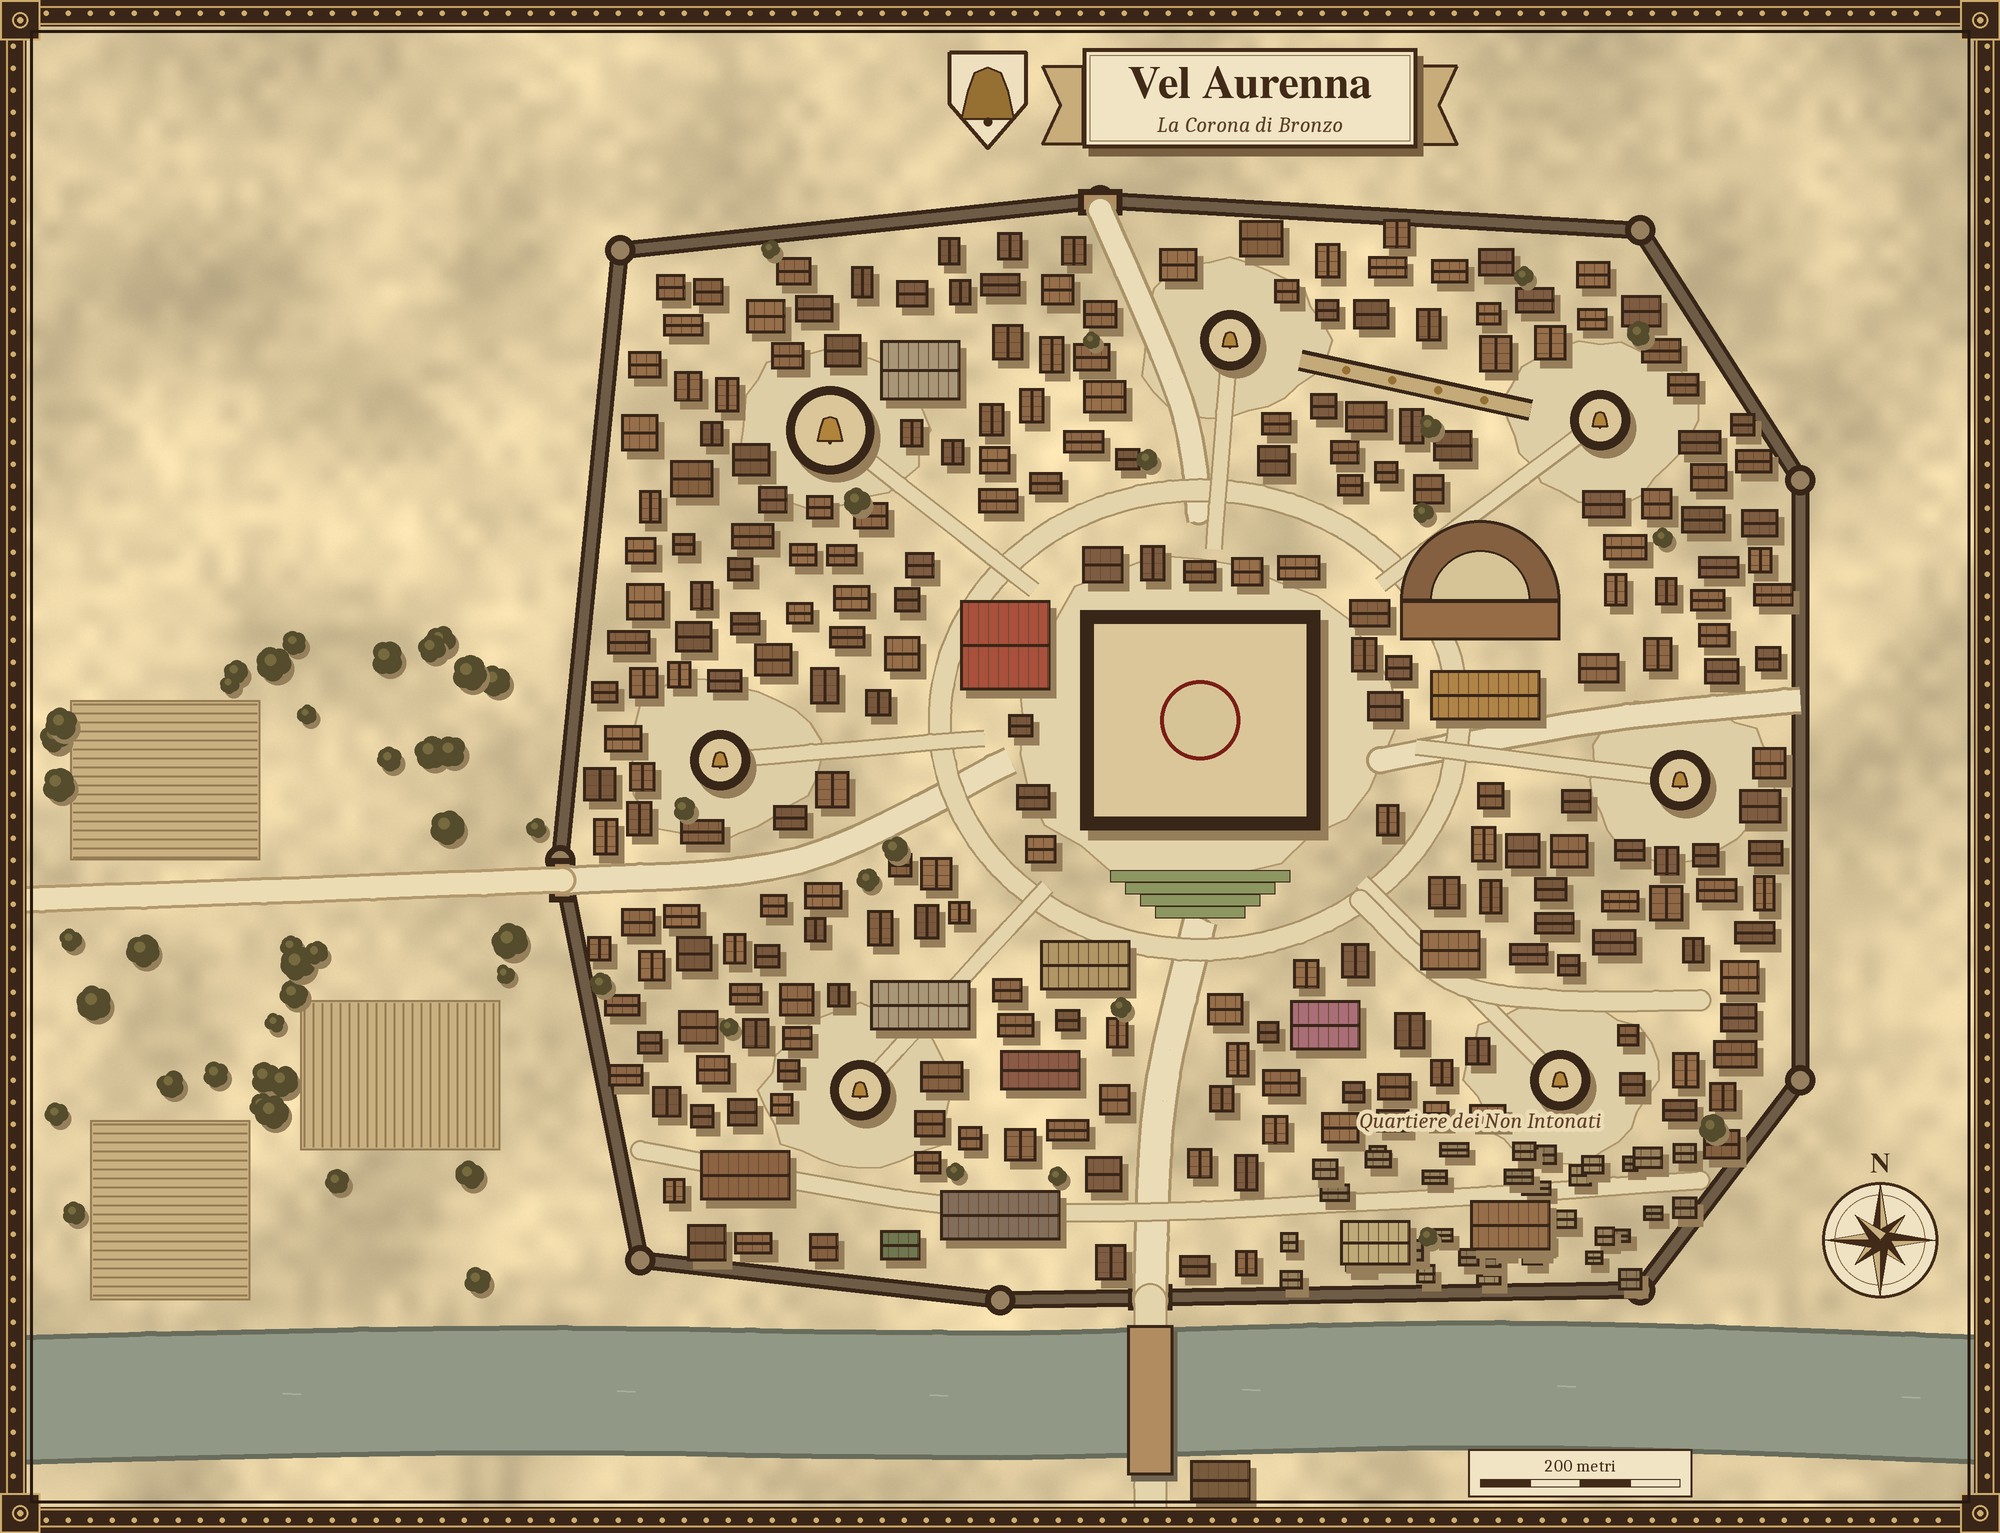 Vel Aurenna
La Corona di Bronzo
Quartiere dei Non Intonati
N
200 metri